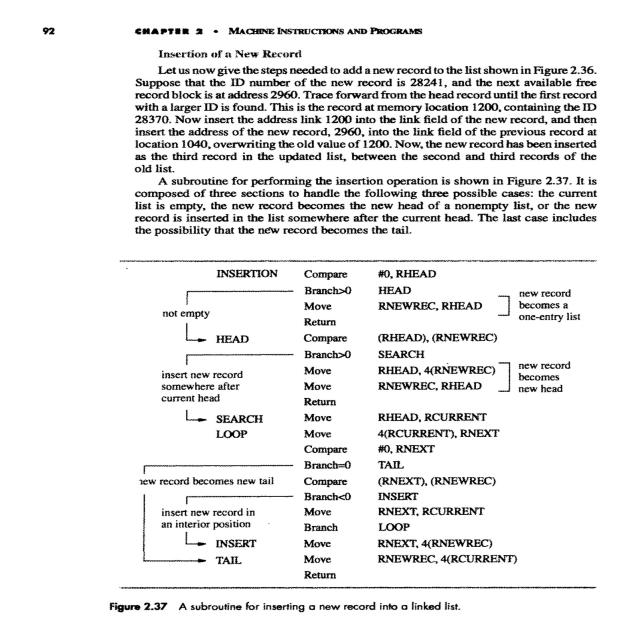 92
CHAPTER 2 • MACHINE INSTRUCTIONS AND PROGRAMS
Insertion of a New Record
Let us now give the steps needed to add a new record to the list shown in Figure 2.36.
Suppose that the ID number of the new record is 28241, and the next available free
record block is at address 2960. Trace forward from the head record until the first record
with a larger ID is found. This is the record at memory location 1200, containing the ID
28370. Now insert the address link 1200 into the link field of the new record, and then
insert the address of the new record, 2960, into the link field of the previous record at
location 1040, overwriting the old value of 1200. Now, the new record has been inserted
as the third record in the updated list, between the second and third records of the
old list.
A subroutine for performing the insertion operation is shown in Figure 2.37. It is
composed of three sections to handle the following three possible cases: the current
list is empty, the new record becomes the new head of a nonempty list, or the new
record is inserted in the list somewhere after the current head. The last case includes
the possibility that the new record becomes the tail.
INSERTION Compare #0, RHEAD
Branch>0 HEAD
Move RNEWREC, RHEAD
Return
new record
becomes a
one-entry list
not empty
HEAD Compare (RHEAD), (RNEWREC)
Branch>0 SEARCH
Move RHEAD, 4(RNEWREC)
Move RNEWREC, RHEAD
Return
new record
becomes
new head
insert new record
somewhere after
current head
SEARCH Move RHEAD, RCURRENT
LOOP Move 4(RCURRENT), RNEXT
Compare #0, RNEXT
Branch=0 TAIL
new record becomes new tail Compare (RNEXT), (RNEWREC)
Branch<0 INSERT
insert new record in Move RNEXT, RCURRENT
an interior position Branch LOOP
INSERT Move RNEXT, 4(RNEWREC)
TAIL Move RNEWREC, 4(RCURRENT)
Return
Figure 2.37 A subroutine for inserting a new record into a linked list.